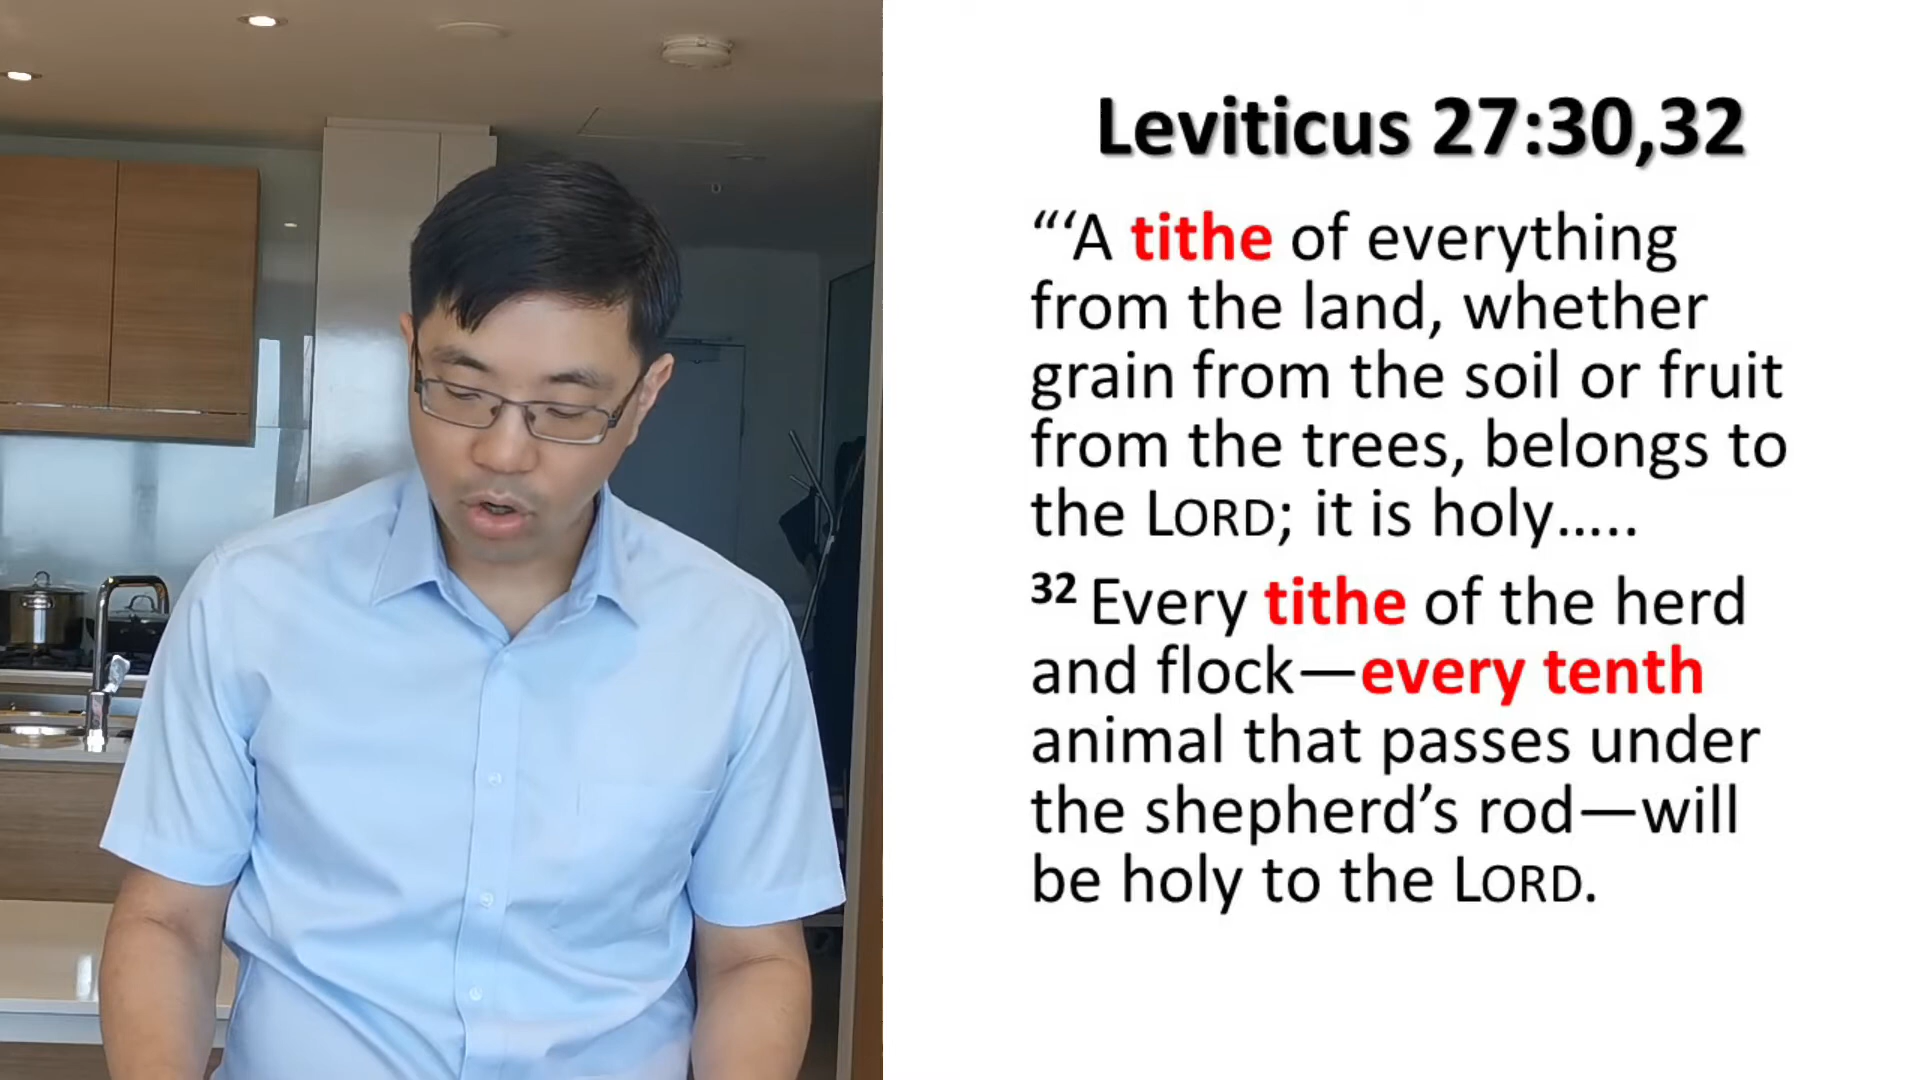 Leviticus 27:30,32
“‘A tithe of everything
from the land, whether
grain from the soil or fruit
from the trees, belongs to
the LORD; it is holy.....
32 Every tithe of the herd
and flock—every tenth
animal that passes under
the shepherd’s rod—will
be holy to the LORD.